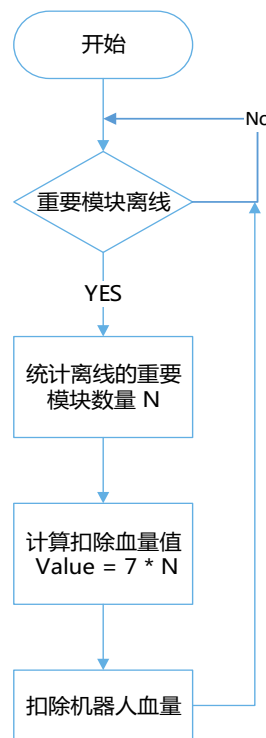 开始
No
重要模块离线
YES
统计离线的重要
模块数量 N
计算扣除血量值
Value = 7 * N
扣除机器人血量